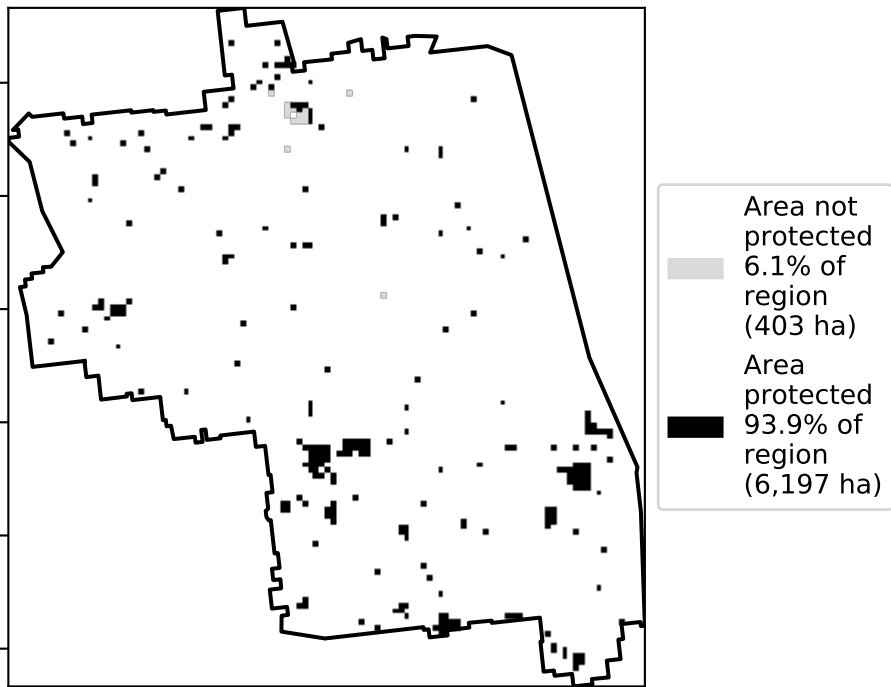 Area not
protected
6.1% of
region
(403 ha)
Area
protected
93.9% of
region
(6,197 ha)